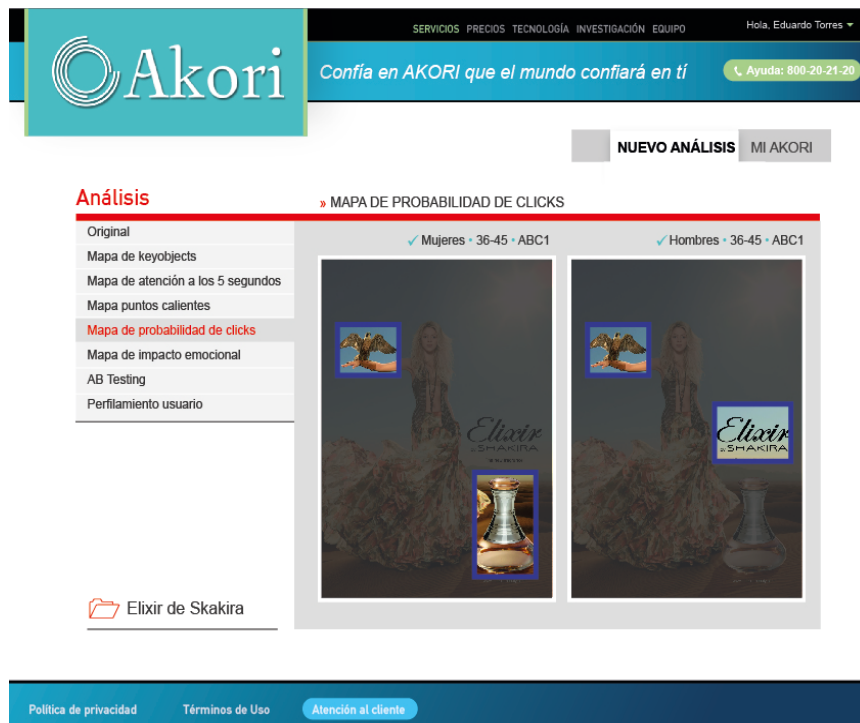 SERVICIOS PRECIOS TECNOLOGÍA INVESTIGACIÓN EQUIPO
Hola, Eduardo Torres
Akori
Confía en AKORI que el mundo confiará en tí
Ayuda: 800-20-21-20
NUEVO ANÁLISIS MI AKORI
Análisis
» MAPA DE PROBABILIDAD DE CLICKS
Original
Mapa de keyobjects
Mapa de atención a los 5 segundos
Mapa puntos calientes
Mapa de probabilidad de clicks
Mapa de impacto emocional
AB Testing
Perfilamiento usuario
✓ Mujeres • 36-45 • ABC1
✓ Hombres • 36-45 • ABC1
Elixir
BY SHAKIRA
Elixir
BY SHAKIRA
Elixir de Skakira
Política de privacidad Términos de Uso Atención al cliente